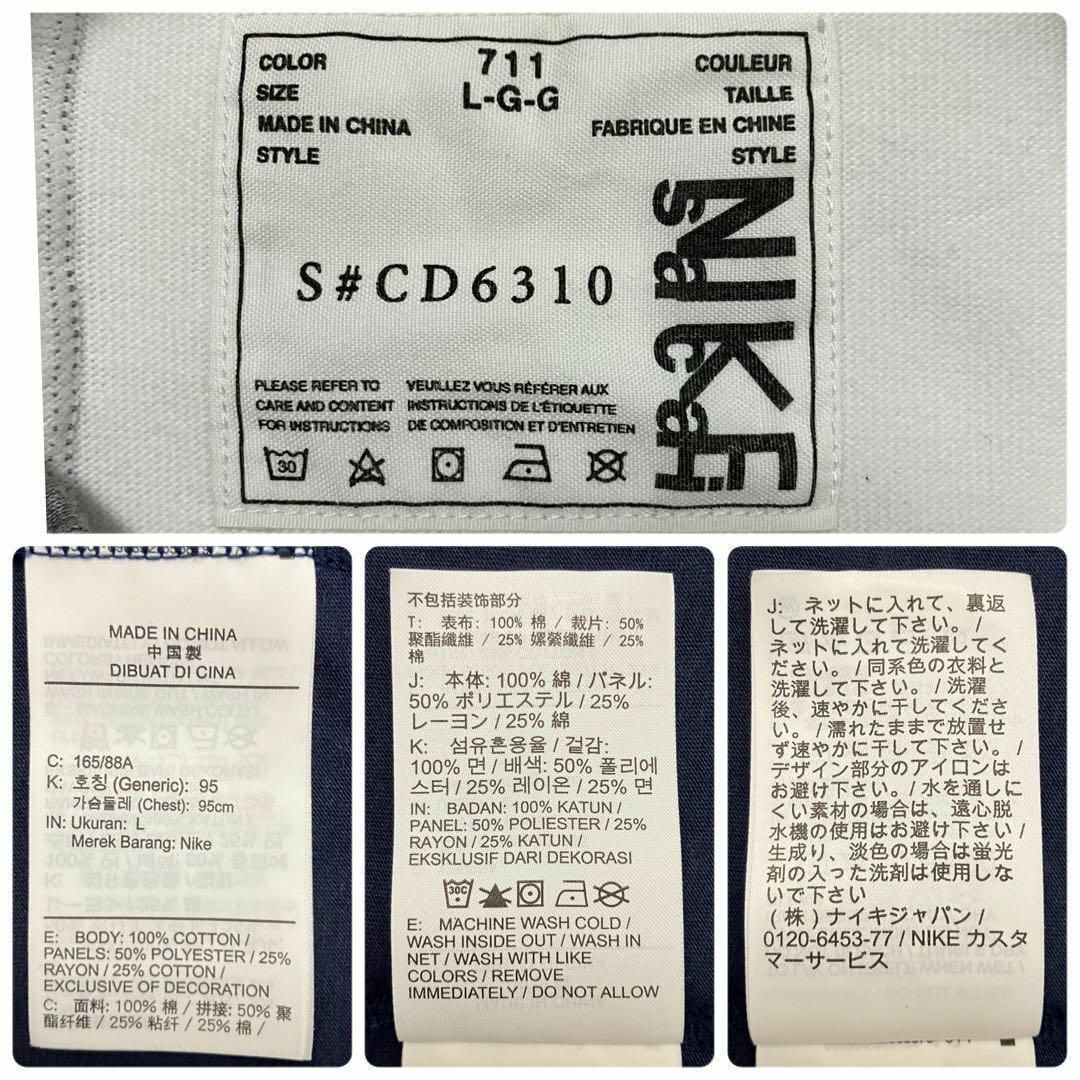 COLOR 711 COULEUR
SIZE L-G-G TAILLE
MADE IN CHINA FABRIQUE EN CHINE
STYLE STYLE
NIKE
sacai
S#CD6310
PLEASE REFER TO
CARE AND CONTENT
FOR INSTRUCTIONS
VEUILLEZ VOUS RÉFÉRER AUX
INSTRUCTIONS DE L'ÉTIQUETTE
DE COMPOSITION ET D'ENTRETIEN
30
MADE IN CHINA
中国製
DIBUAT DI CINA
C: 165/88A
K: 호칭 (Generic): 95
가슴둘레 (Chest): 95cm
IN: Ukuran: L
Merek Barang: Nike
E: BODY: 100% COTTON /
PANELS: 50% POLYESTER / 25%
RAYON / 25% COTTON /
EXCLUSIVE OF DECORATION
C: 面料: 100% 棉 / 拼接: 50% 聚
酯纤维 / 25% 粘纤 / 25% 棉 /
不包括装饰部分
T: 表布: 100% 棉 / 裁片: 50%
聚酯纖維 / 25% 嫘縈纖維 / 25%
棉
J: 本体: 100% 綿 / パネル:
50% ポリエステル / 25%
レーヨン / 25% 綿
K: 섬유혼용율 / 겉감:
100% 면 / 배색: 50% 폴리에
스터 / 25% 레이온 / 25% 면
IN: BADAN: 100% KATUN /
PANEL: 50% POLIESTER / 25%
RAYON / 25% KATUN /
EKSKLUSIF DARI DEKORASI
30C
E: MACHINE WASH COLD /
WASH INSIDE OUT / WASH IN
NET / WASH WITH LIKE
COLORS / REMOVE
IMMEDIATELY / DO NOT ALLOW
J: ネットに入れて、裏返
して洗濯して下さい。 /
ネットに入れて洗濯してく
ださい。 / 同系色の衣料と
洗濯して下さい。 / 洗濯
後、速やかに干してくださ
い。 / 濡れたままで放置せ
ず速やかに干して下さい。 /
デザイン部分のアイロンは
お避け下さい。 / 水を通しに
くい素材の場合は、遠心脱
水機の使用はお避け下さい /
生成り、淡色の場合は蛍光
剤の入った洗剤は使用しな
いで下さい
(株) ナイキジャパン /
0120-6453-77 / NIKE カスタ
マーサービス